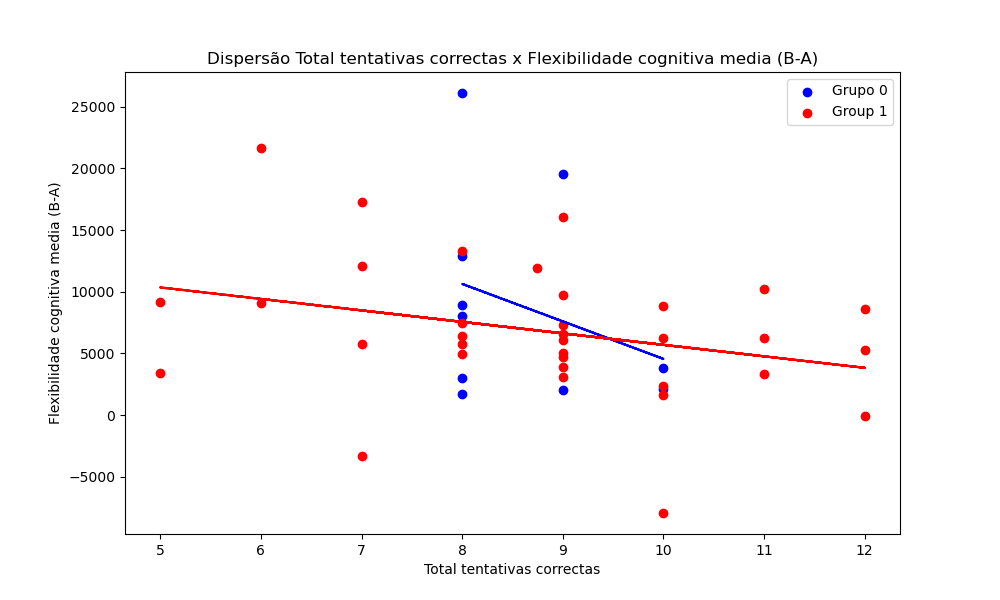 Dispersão Total tentativas correctas x Flexibilidade cognitiva media (B-A)
Grupo 0
Group 1
25000
20000
15000
10000
5000
0
−5000
Flexibilidade cognitiva media (B-A)
5 6 7 8 9 10 11 12
Total tentativas correctas